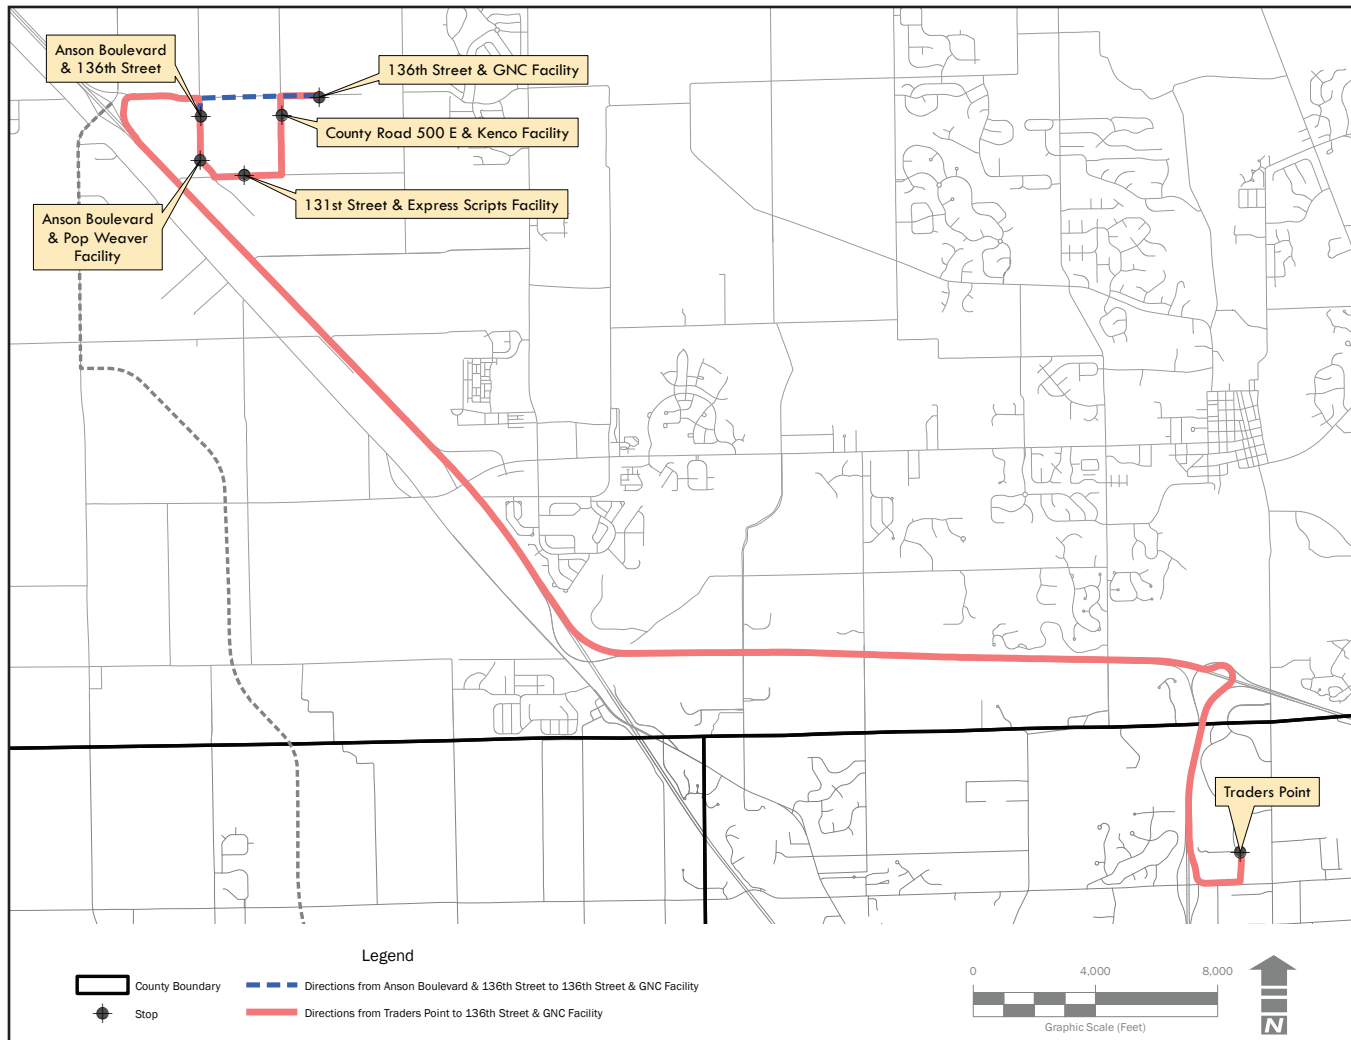 Anson Boulevard
& 136th Street
136th Street & GNC Facility
County Road 500 E & Kenco Facility
131st Street & Express Scripts Facility
Anson Boulevard
& Pop Weaver
Facility
Traders Point
Legend
County Boundary
Directions from Anson Boulevard & 136th Street to 136th Street & GNC Facility
Stop
Directions from Traders Point to 136th Street & GNC Facility
0 4,000 8,000
Graphic Scale (Feet)
N